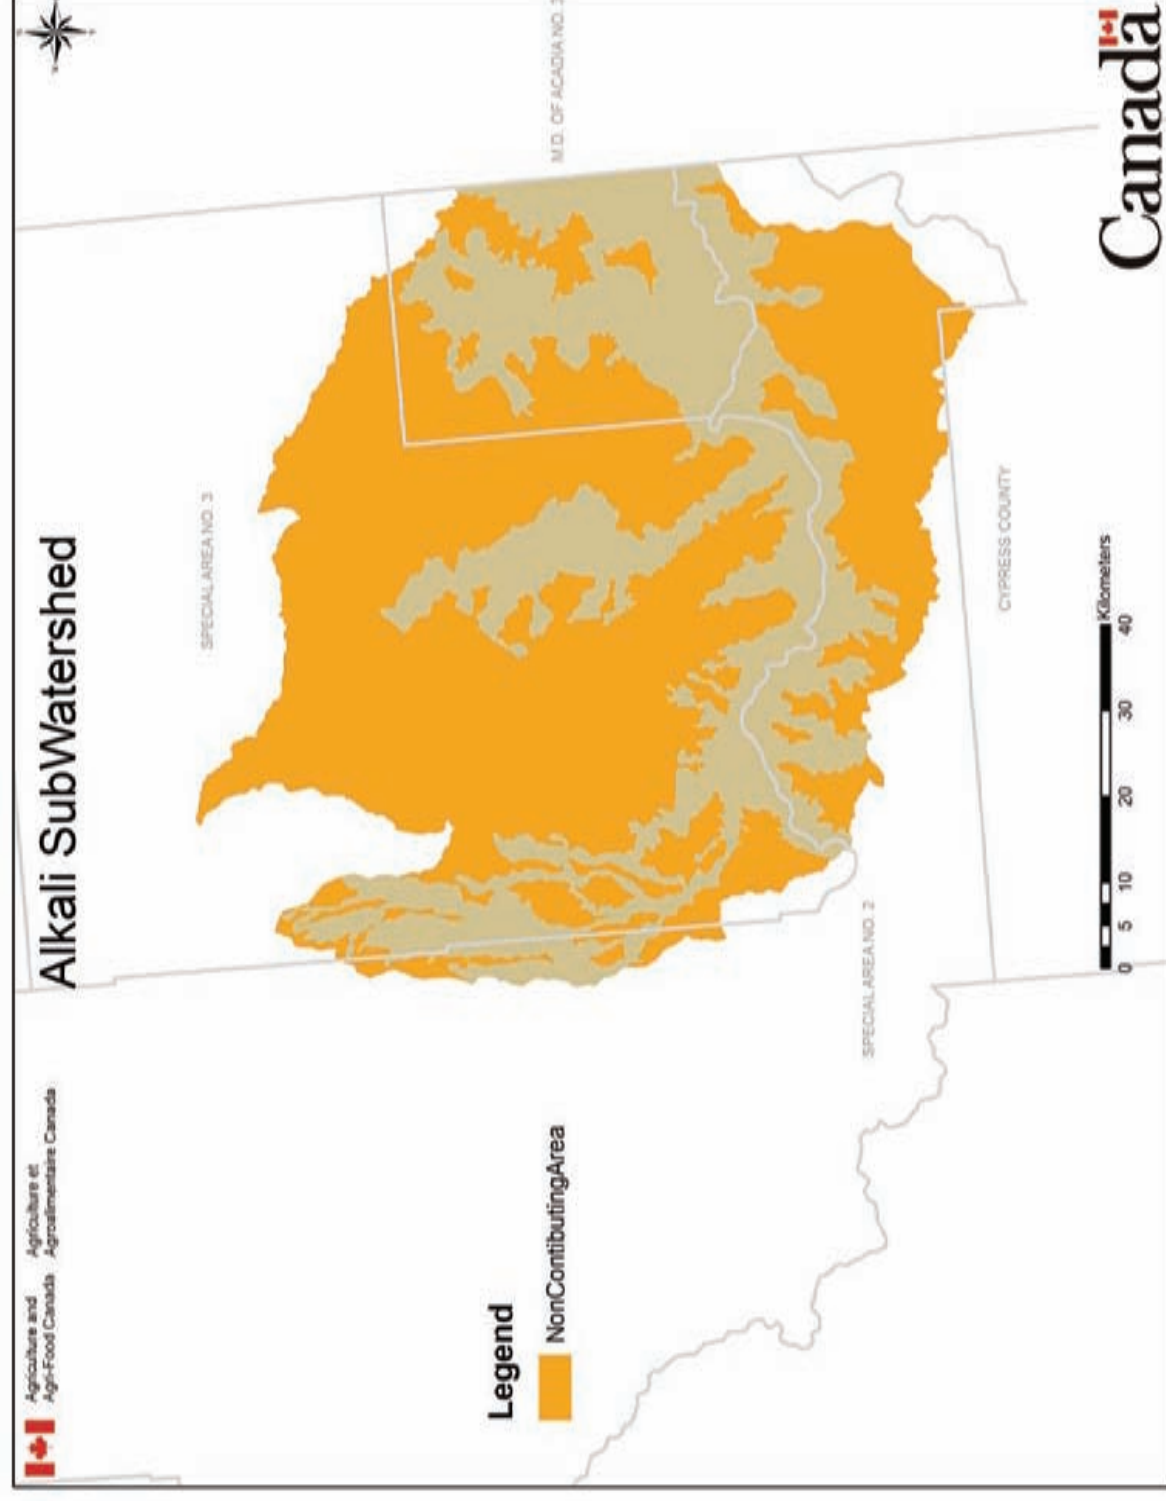 Agriculture and
Agri-Food Canada
Agriculture et
Agroalimentaire Canada
Alkali SubWatershed
SPECIAL AREA NO. 3
M.D. OF ACADIA NO.
Legend
NonContibutingArea
SPECIAL AREA NO. 2
CYPRESS COUNTY
0 5 10 20 30 40
Kilometers
Canada